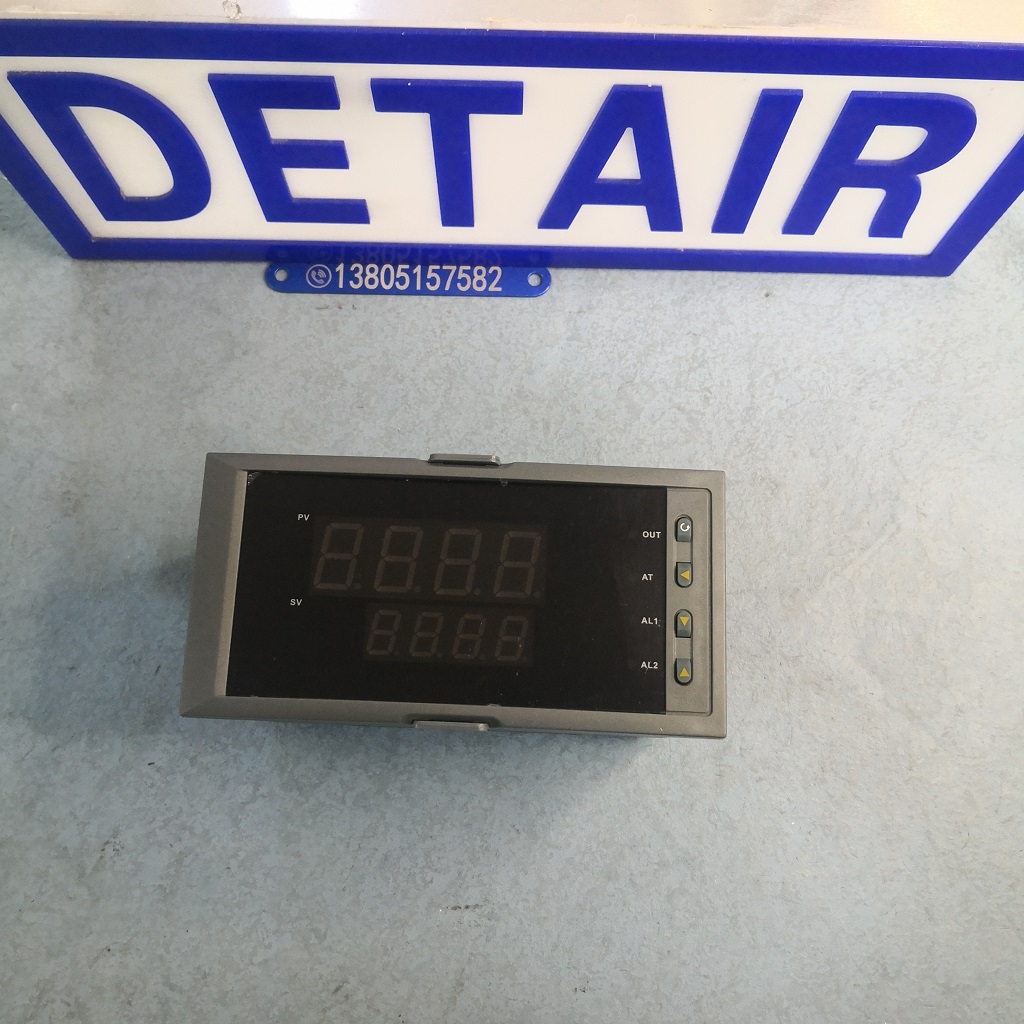 DETAIR
13805157582
PV
SV
OUT
AT
AL1
AL2